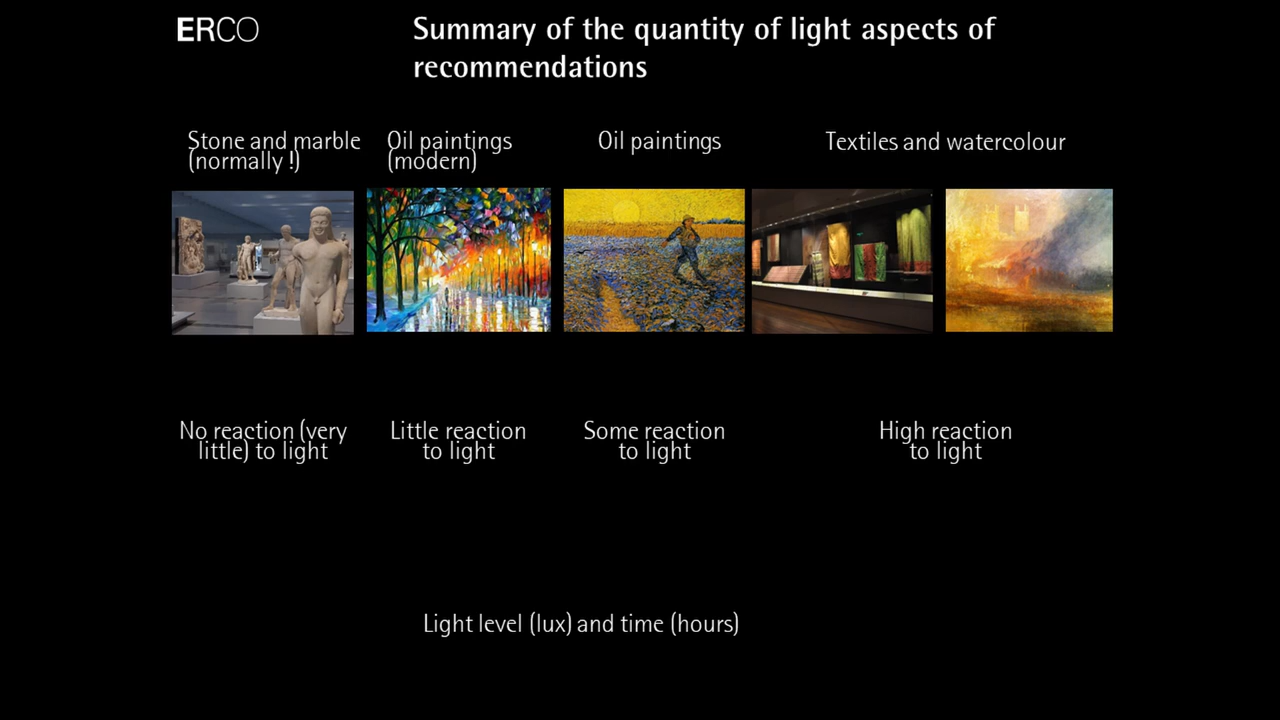 ERCO
Summary of the quantity of light aspects of
recommendations
Stone and marble
(normally !)
Oil paintings
(modern)
Oil paintings
Textiles and watercolour
No reaction (very
little) to light
Little reaction
to light
Some reaction
to light
High reaction
to light
Light level (lux) and time (hours)